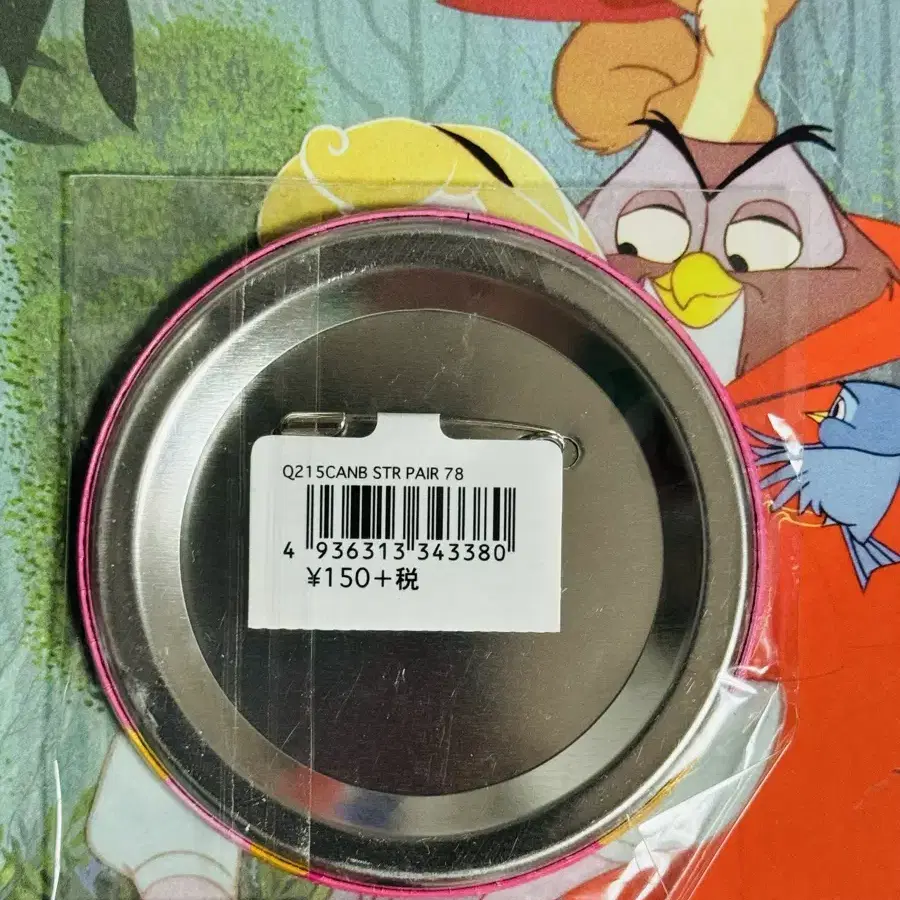 Q215CANB STR PAIR 78
4 936313 343380
¥150+税